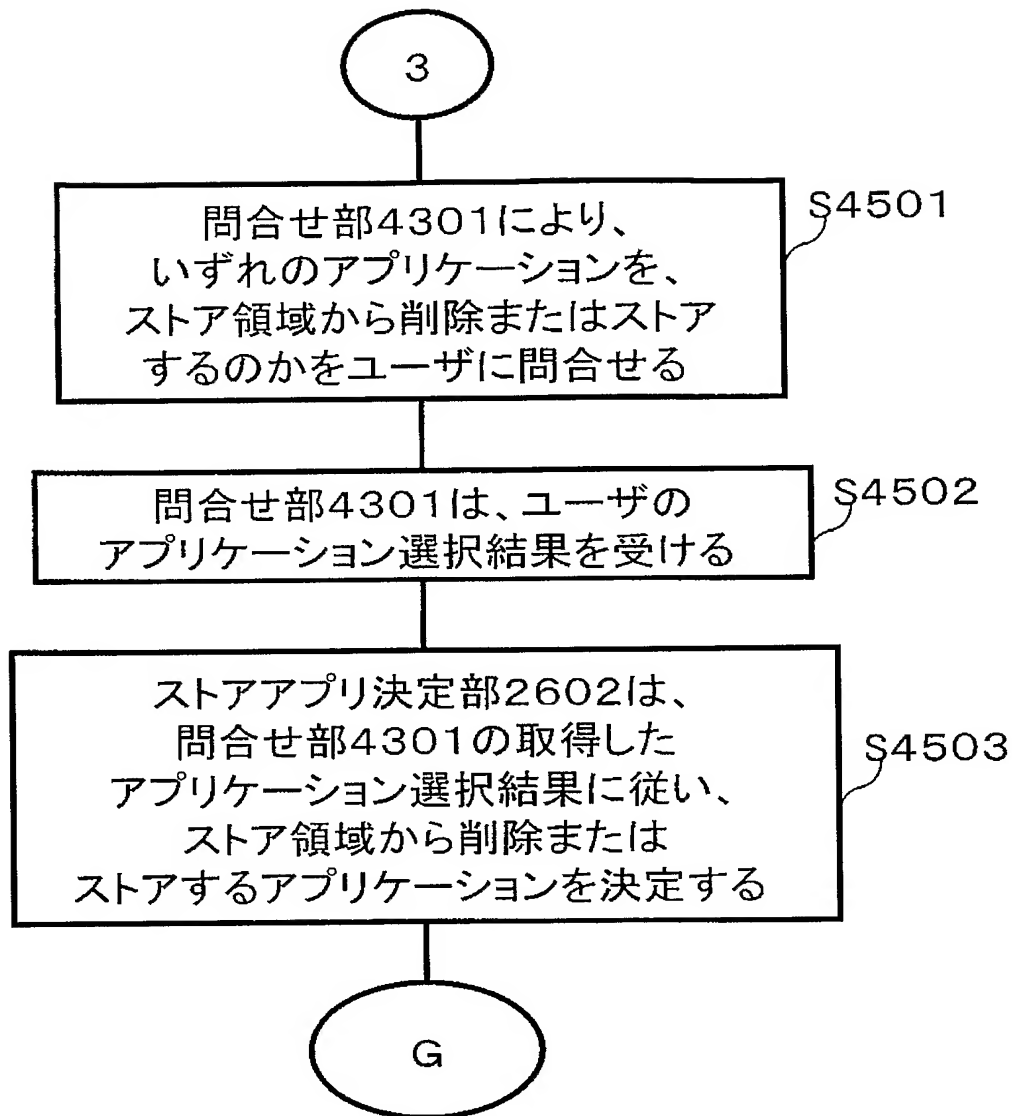 3
問合せ部4301により、
いずれのアプリケーションを、
ストア領域から削除またはストア
するのかをユーザに問合せる
S4501
問合せ部4301は、ユーザの
アプリケーション選択結果を受ける
S4502
ストアアプリ決定部2602は、
問合せ部4301の取得した
アプリケーション選択結果に従い、
ストア領域から削除または
ストアするアプリケーションを決定する
S4503
G